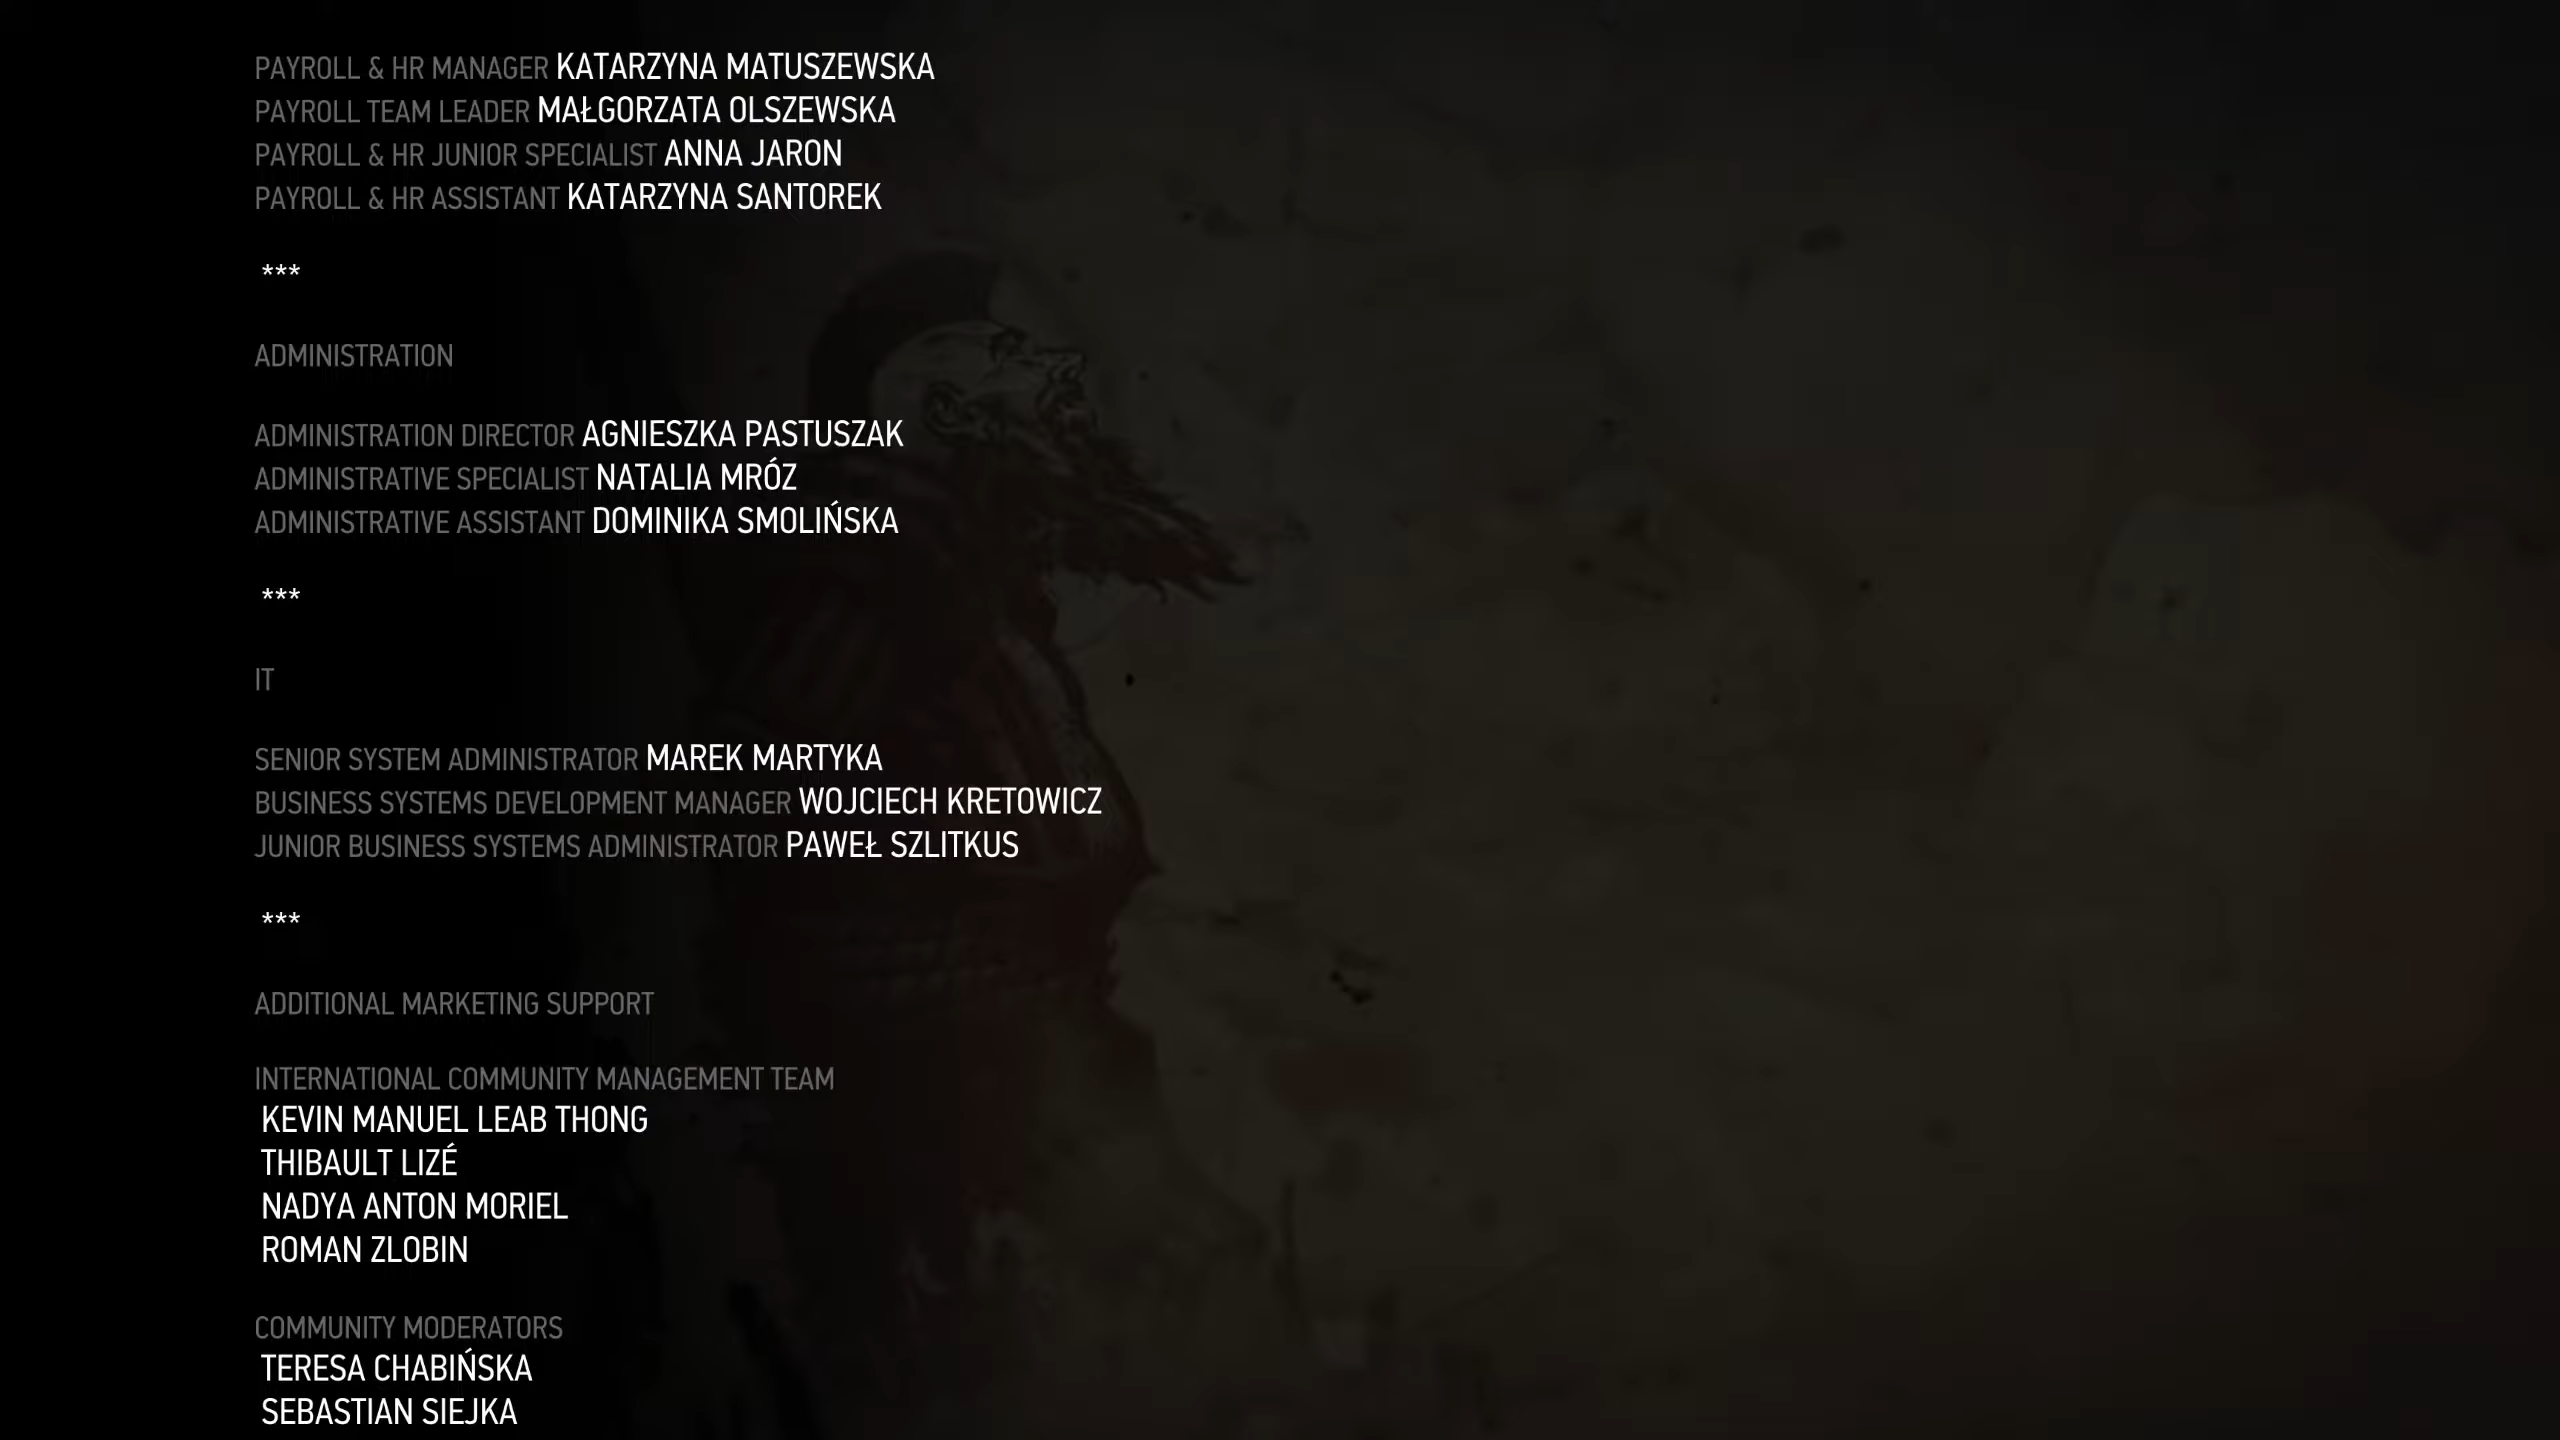 PAYROLL & HR MANAGER KATARZYNA MATUSZEWSKA
PAYROLL TEAM LEADER MAŁGORZATA OLSZEWSKA
PAYROLL & HR JUNIOR SPECIALIST ANNA JARON
PAYROLL & HR ASSISTANT KATARZYNA SANTOREK
***
ADMINISTRATION
ADMINISTRATION DIRECTOR AGNIESZKA PASTUSZAK
ADMINISTRATIVE SPECIALIST NATALIA MRÓZ
ADMINISTRATIVE ASSISTANT DOMINIKA SMOLIŃSKA
***
IT
SENIOR SYSTEM ADMINISTRATOR MAREK MARTYKA
BUSINESS SYSTEMS DEVELOPMENT MANAGER WOJCIECH KRETOWICZ
JUNIOR BUSINESS SYSTEMS ADMINISTRATOR PAWEŁ SZLITKUS
***
ADDITIONAL MARKETING SUPPORT
INTERNATIONAL COMMUNITY MANAGEMENT TEAM
KEVIN MANUEL LEAB THONG
THIBAULT LIZÉ
NADYA ANTON MORIEL
ROMAN ZLOBIN
COMMUNITY MODERATORS
TERESA CHABIŃSKA
SEBASTIAN SIEJKA